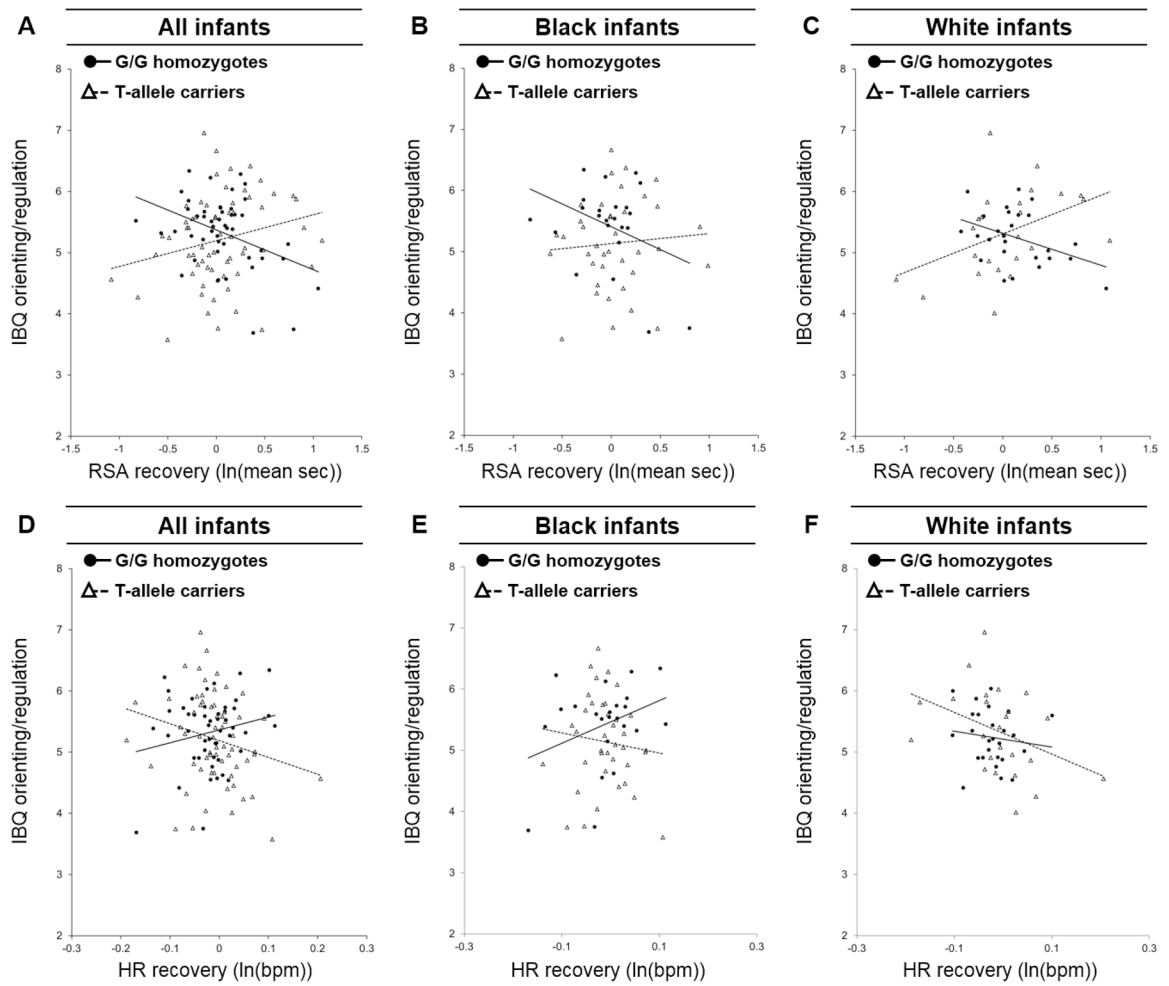 A All infants
G/G homozygotes
T-allele carriers
IBQ orienting/regulation
8
7
6
5
4
3
2
-1.5 -1 -0.5 0 0.5 1 1.5
RSA recovery (ln(mean sec))
B Black infants
G/G homozygotes
T-allele carriers
IBQ orienting/regulation
8
7
6
5
4
3
2
-1.5 -1 -0.5 0 0.5 1 1.5
RSA recovery (ln(mean sec))
C White infants
G/G homozygotes
T-allele carriers
IBQ orienting/regulation
8
7
6
5
4
3
2
-1.5 -1 -0.5 0 0.5 1 1.5
RSA recovery (ln(mean sec))
D All infants
G/G homozygotes
T-allele carriers
IBQ orienting/regulation
8
7
6
5
4
3
2
-0.3 -0.2 -0.1 0 0.1 0.2 0.3
HR recovery (ln(bpm))
E Black infants
G/G homozygotes
T-allele carriers
IBQ orienting/regulation
8
7
6
5
4
3
2
-0.3 -0.1 0.1 0.3
HR recovery (ln(bpm))
F White infants
G/G homozygotes
T-allele carriers
IBQ orienting/regulation
8
7
6
5
4
3
2
-0.3 -0.1 0.1 0.3
HR recovery (ln(bpm))